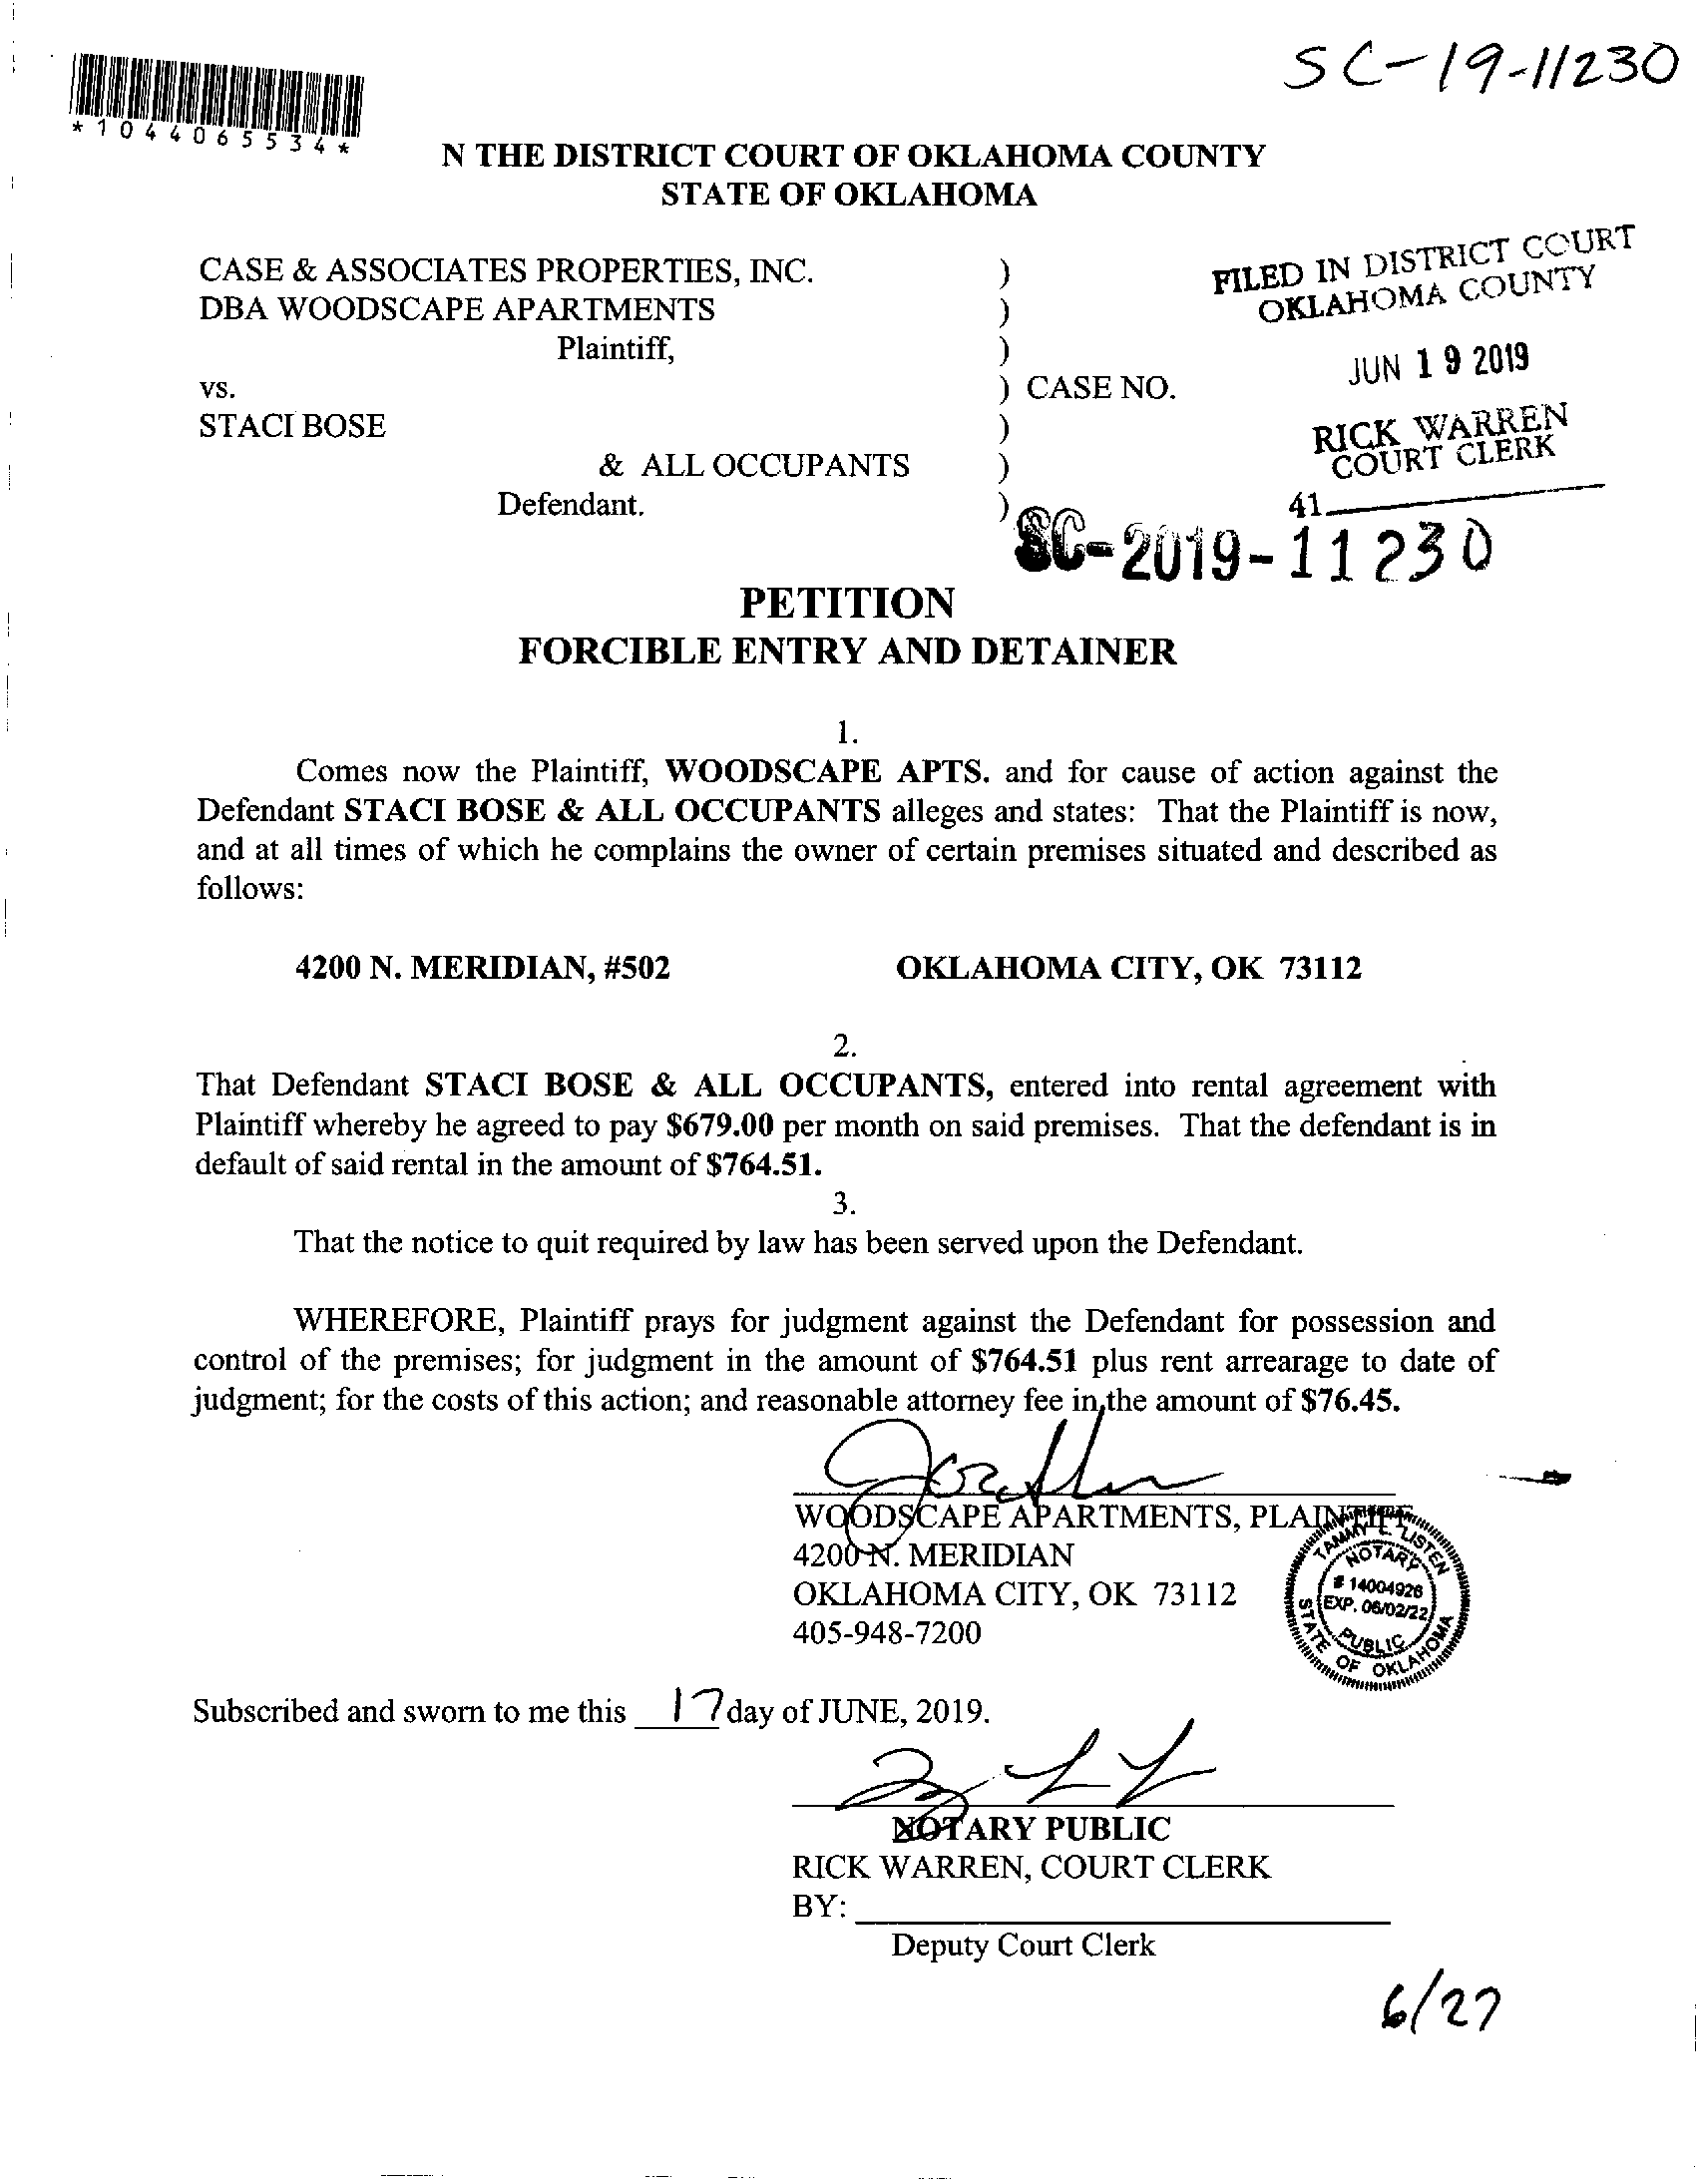 SC-19-11230
*1044065534*
N THE DISTRICT COURT OF OKLAHOMA COUNTY
STATE OF OKLAHOMA
CASE & ASSOCIATES PROPERTIES, INC. )
DBA WOODSCAPE APARTMENTS )
Plaintiff, )
vs. ) CASE NO.
STACI BOSE )
& ALL OCCUPANTS )
Defendant. )
FILED IN DISTRICT COURT
OKLAHOMA COUNTY
JUN 19 2019
RICK WARREN
COURT CLERK
41
SC-2019-11230
PETITION
FORCIBLE ENTRY AND DETAINER
1.
Comes now the Plaintiff, WOODSCAPE APTS. and for cause of action against the
Defendant STACI BOSE & ALL OCCUPANTS alleges and states: That the Plaintiff is now,
and at all times of which he complains the owner of certain premises situated and described as
follows:
4200 N. MERIDIAN, #502 OKLAHOMA CITY, OK 73112
2.
That Defendant STACI BOSE & ALL OCCUPANTS, entered into rental agreement with
Plaintiff whereby he agreed to pay $679.00 per month on said premises. That the defendant is in
default of said rental in the amount of $764.51.
3.
That the notice to quit required by law has been served upon the Defendant.
WHEREFORE, Plaintiff prays for judgment against the Defendant for possession and
control of the premises; for judgment in the amount of $764.51 plus rent arrearage to date of
judgment; for the costs of this action; and reasonable attorney fee in the amount of $76.45.
WOODSCAPE APARTMENTS, PLAINTIFF
4200 N. MERIDIAN
OKLAHOMA CITY, OK 73112
405-948-7200
TAMMY L. LISTEN
NOTARY
# 14004926
EXP. 06/02/22
PUBLIC
STATE OF OKLAHOMA
Subscribed and sworn to me this 17 day of JUNE, 2019.
NOTARY PUBLIC
RICK WARREN, COURT CLERK
BY:
Deputy Court Clerk
6/27